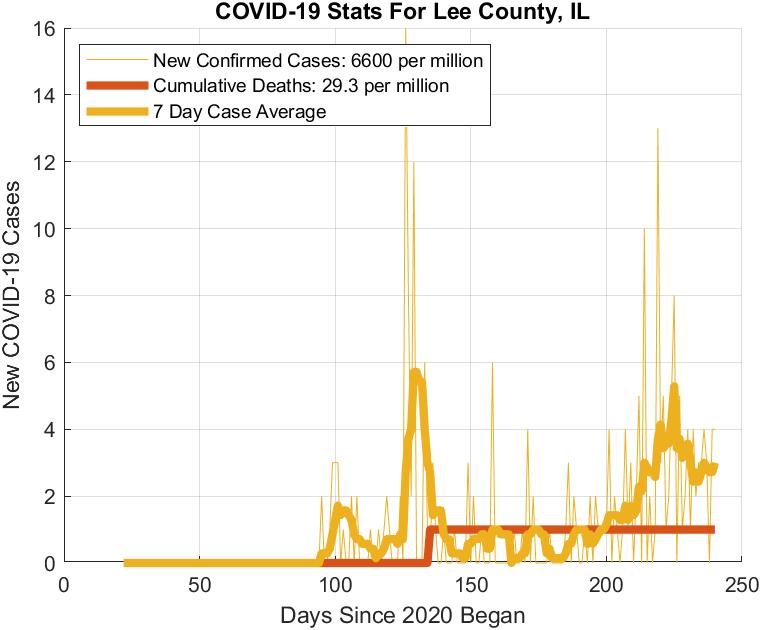 COVID-19 Stats For Lee County, IL
New Confirmed Cases: 6600 per million
Cumulative Deaths: 29.3 per million
7 Day Case Average
New COVID-19 Cases
16
14
12
10
8
6
4
2
0
0 50 100 150 200 250
Days Since 2020 Began